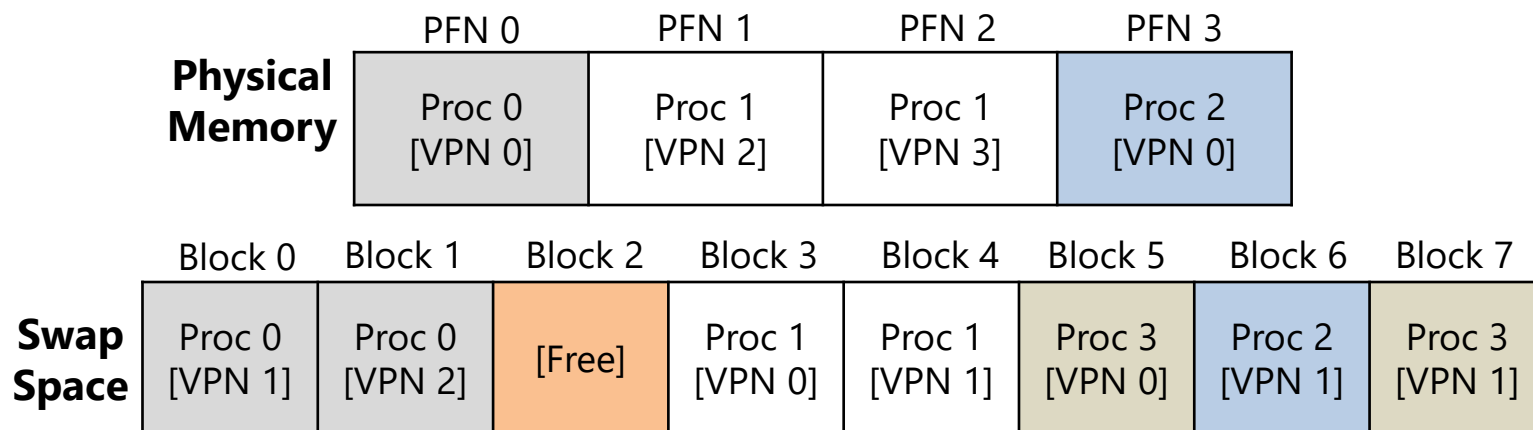 PFN 0 PFN 1 PFN 2 PFN 3
Physical
Memory
Proc 0
[VPN 0]
Proc 1
[VPN 2]
Proc 1
[VPN 3]
Proc 2
[VPN 0]
Block 0 Block 1 Block 2 Block 3 Block 4 Block 5 Block 6 Block 7
Swap
Space
Proc 0
[VPN 1]
Proc 0
[VPN 2]
[Free]
Proc 1
[VPN 0]
Proc 1
[VPN 1]
Proc 3
[VPN 0]
Proc 2
[VPN 1]
Proc 3
[VPN 1]